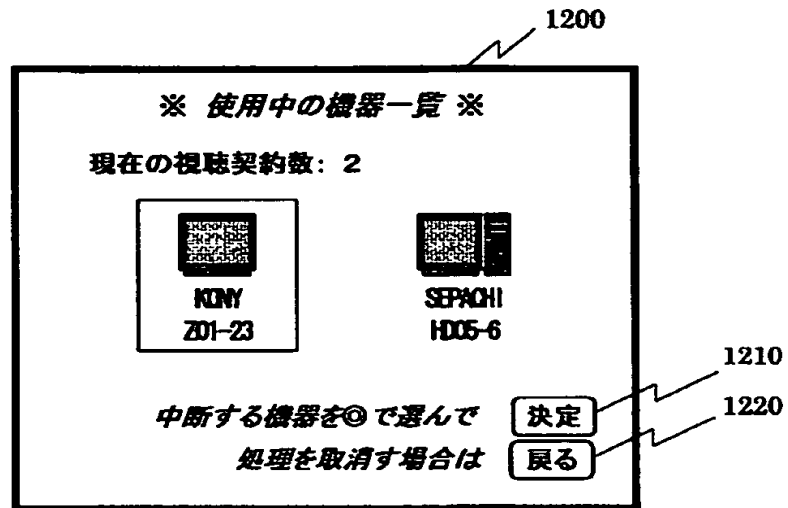 1200
※ 使用中の機器一覧 ※
現在の視聴契約数: 2
KONY
Z01-23
SEPACHI
HD05-6
中断する機器を◎で選んで 決定
1210
処理を取消す場合は 戻る
1220